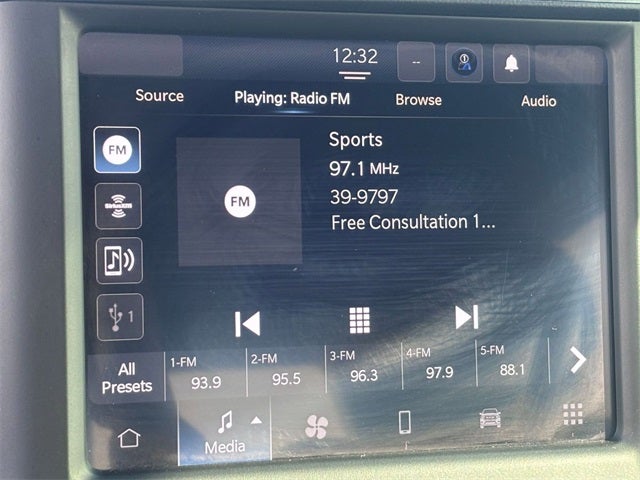 12:32
--
Source Playing: Radio FM Browse Audio
FM
Sports
97.1 MHz
FM
39-9797
SiriusXM
Free Consultation 1...
1
All Presets
1-FM 2-FM 3-FM 4-FM 5-FM
93.9 95.5 96.3 97.9 88.1
Media